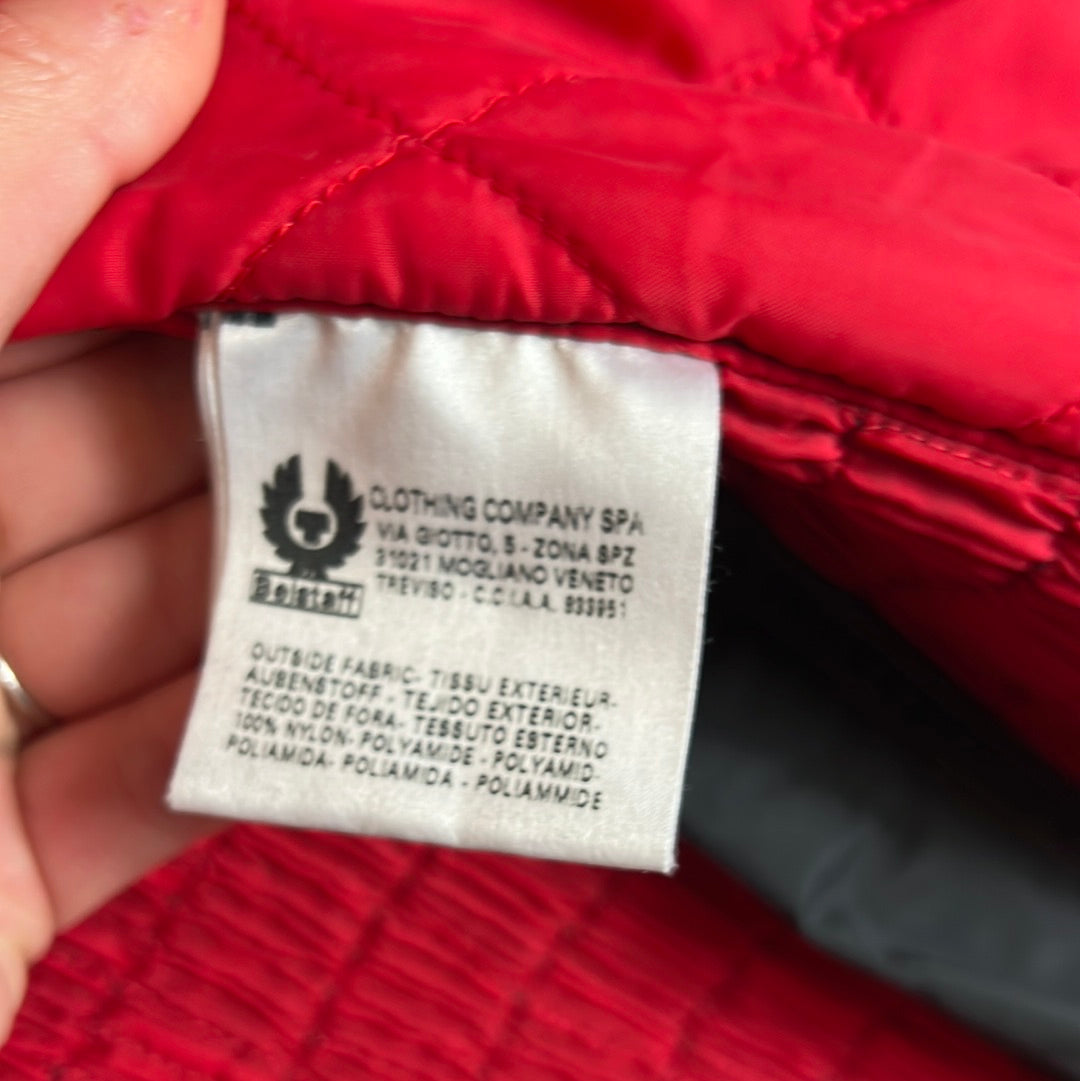 CLOTHING COMPANY SPA
VIA GIOTTO, 5 - ZONA SPZ
31021 MOGLIANO VENETO
TREVISO - C.C.I.A.A. 933951
Belstaff
OUTSIDE FABRIC- TISSU EXTERIEUR-
AUBENSTOFF - TEJIDO EXTERIOR-
TECIDO DE FORA- TESSUTO ESTERNO
100% NYLON- POLYAMIDE - POLYAMID-
POLIAMIDA- POLIAMIDA - POLIAMMIDE